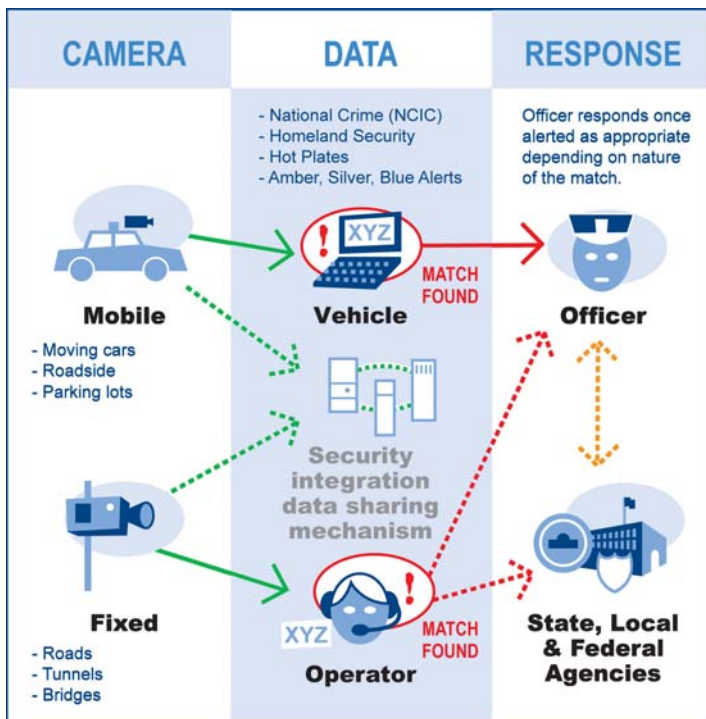 CAMERA
DATA
RESPONSE
- National Crime (NCIC)
- Homeland Security
- Hot Plates
- Amber, Silver, Blue Alerts
Officer responds once
alerted as appropriate
depending on nature
of the match.
! XYZ
MATCH
FOUND
Mobile
Vehicle
Officer
- Moving cars
- Roadside
- Parking lots
Security
integration
data sharing
mechanism
Fixed
- Roads
- Tunnels
- Bridges
!
XYZ
MATCH
FOUND
Operator
State, Local
& Federal
Agencies